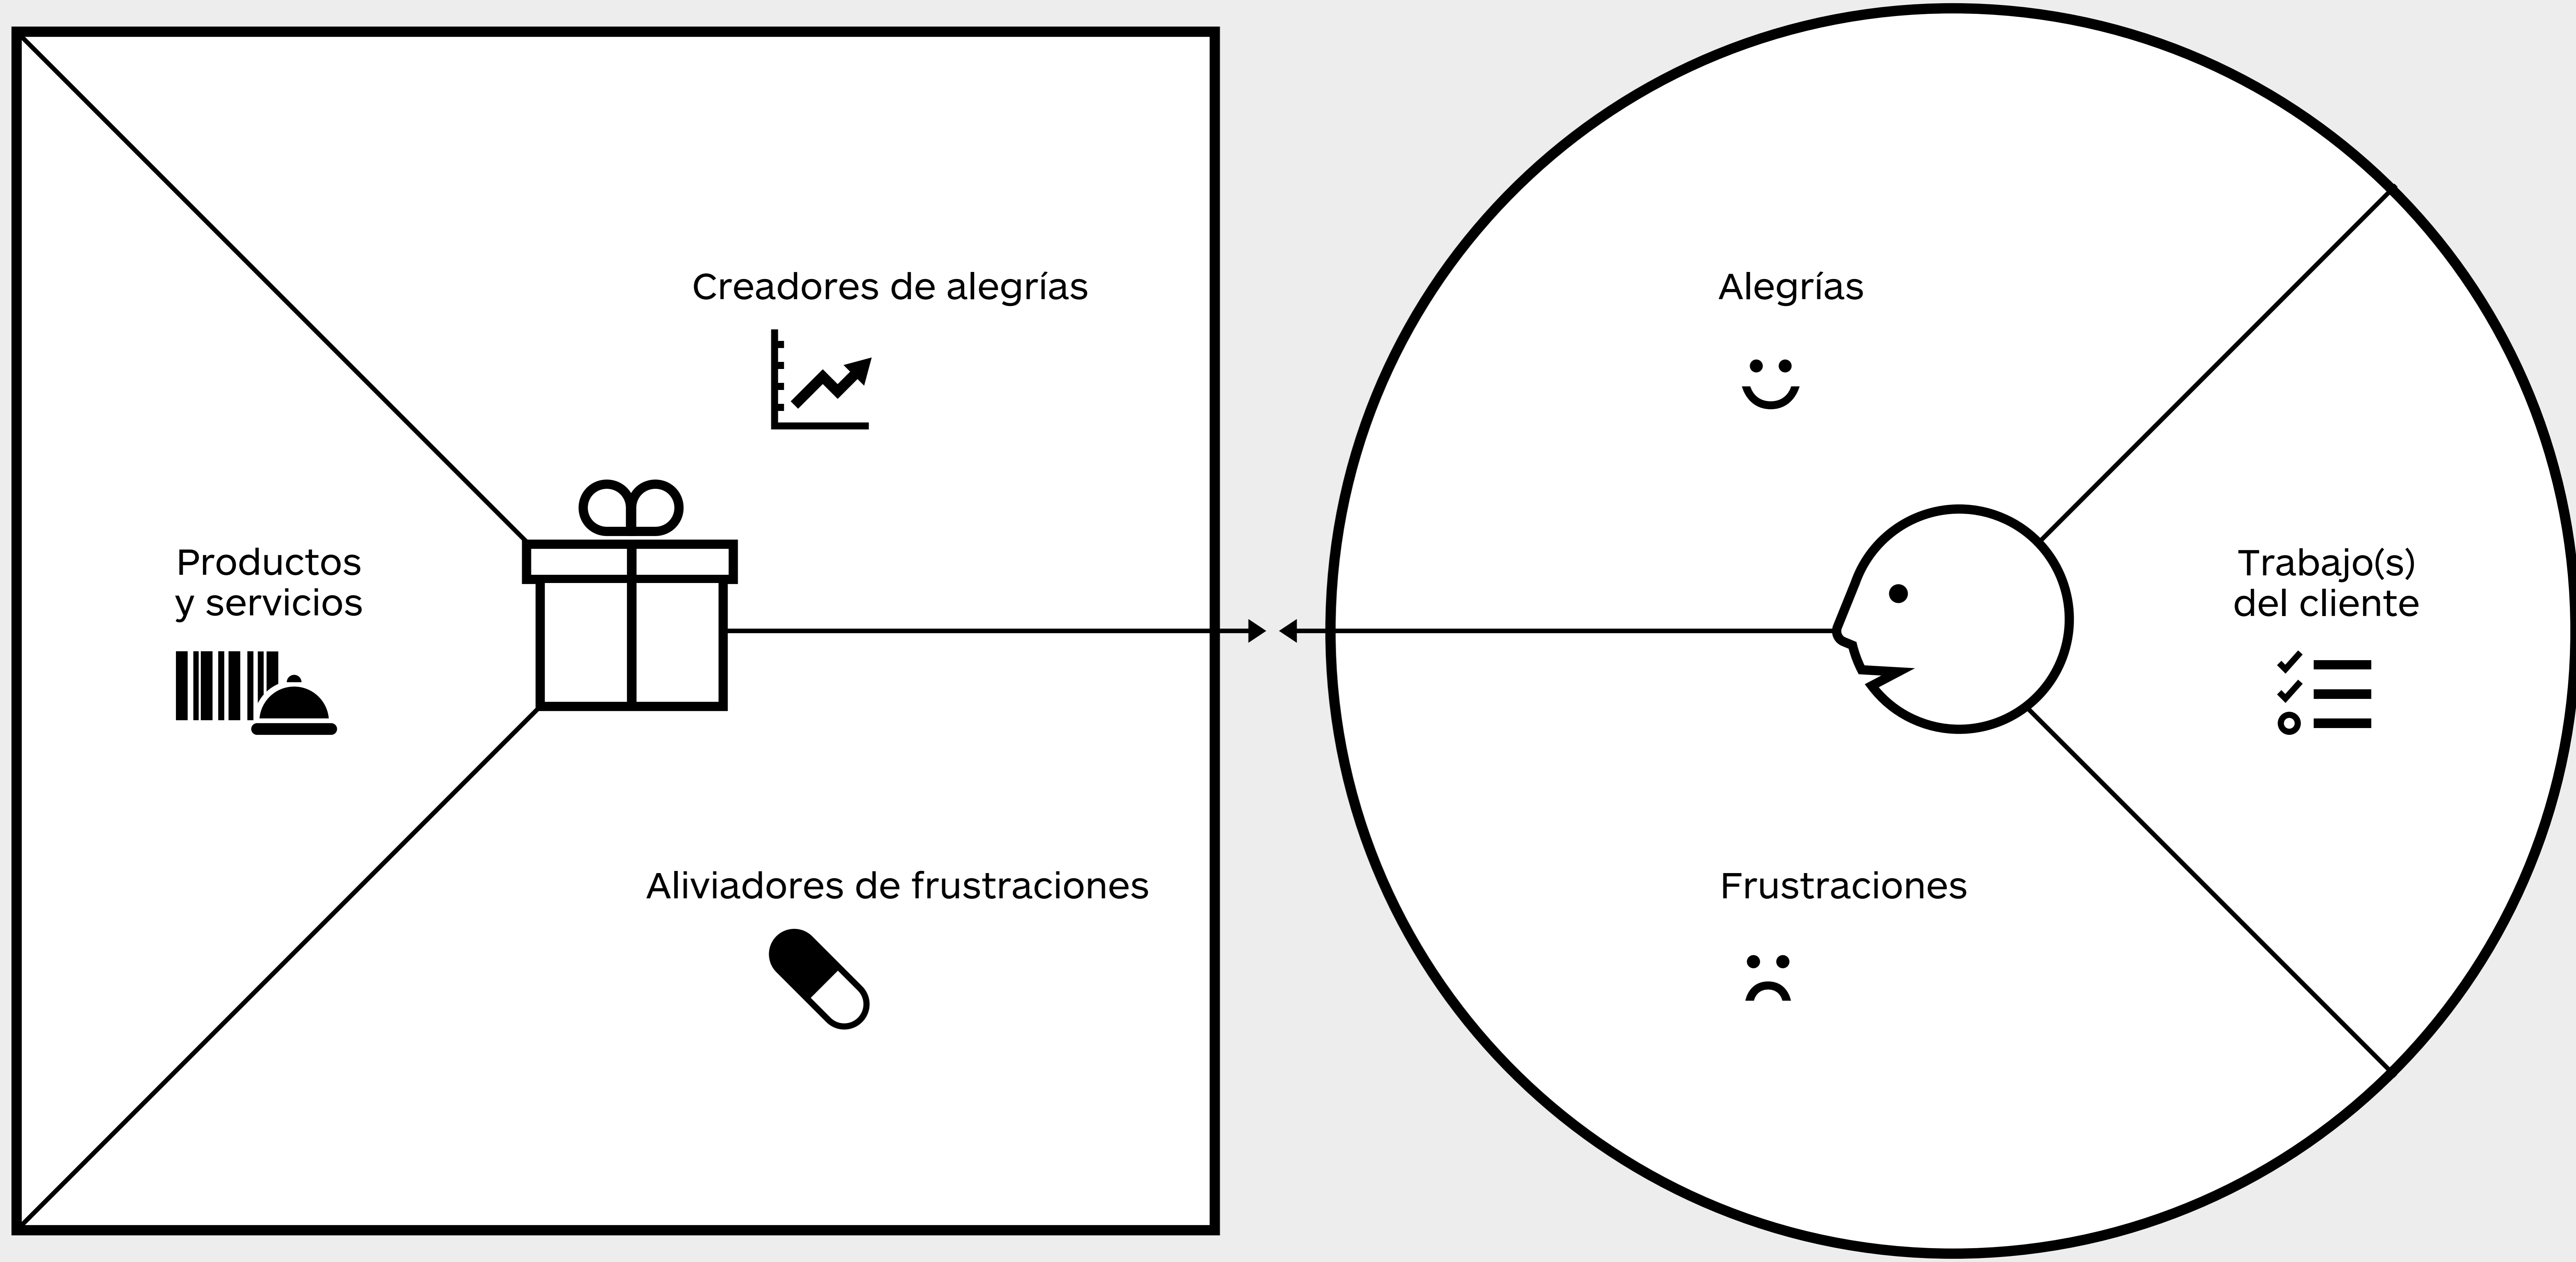 Creadores de alegrías
Productos
y servicios
Aliviadores de frustraciones
Alegrías
Trabajo(s)
del cliente
Frustraciones